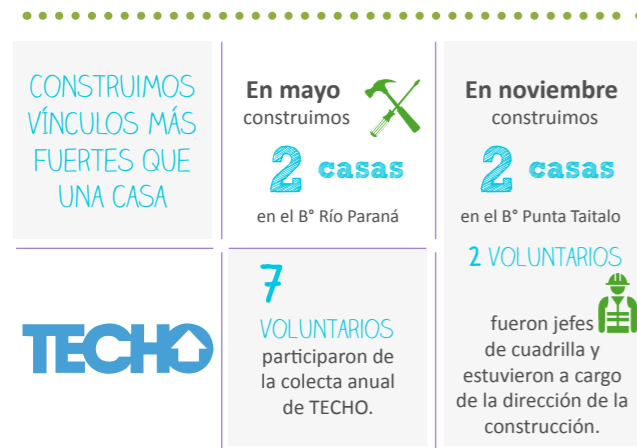 CONSTRUIMOS
VÍNCULOS MÁS
FUERTES QUE
UNA CASA
En mayo
construimos
2 casas
en el B° Río Paraná
En noviembre
construimos
2 casas
en el B° Punta Taitalo
TECHO
7
VOLUNTARIOS
participaron de
la colecta anual
de TECHO.
2 VOLUNTARIOS
fueron jefes
de cuadrilla y
estuvieron a cargo
de la dirección de la
construcción.